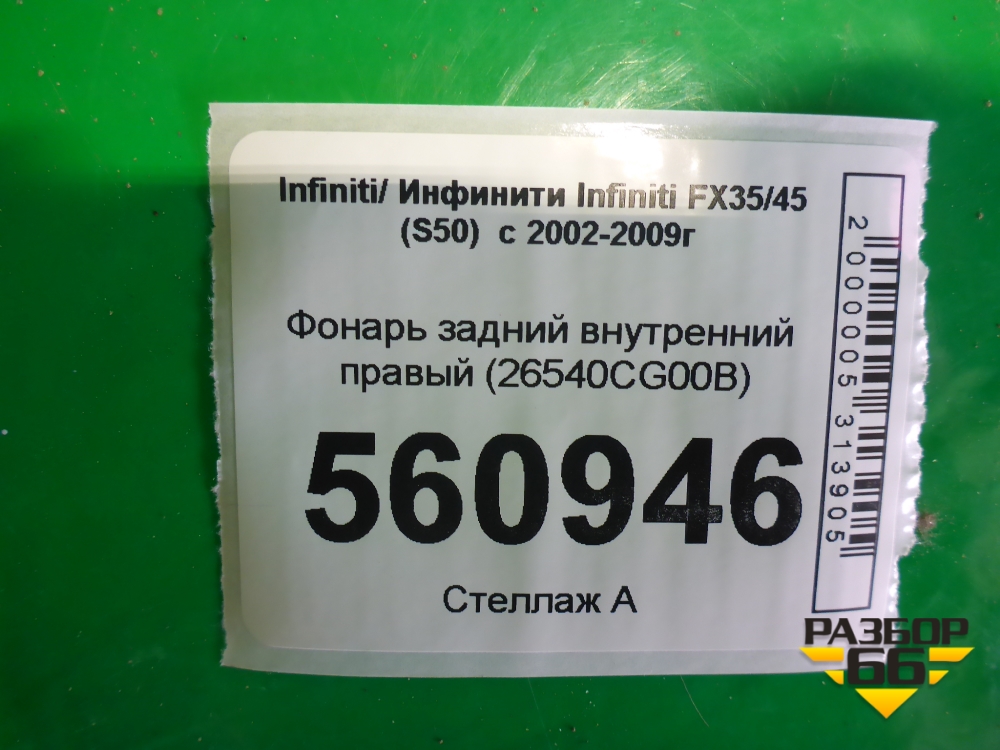 Infiniti/ Инфинити Infiniti FX35/45
(S50) с 2002-2009г
Фонарь задний внутренний
правый (26540CG00B)
560946
Стеллаж А
2000005313905
РАЗБОР
66